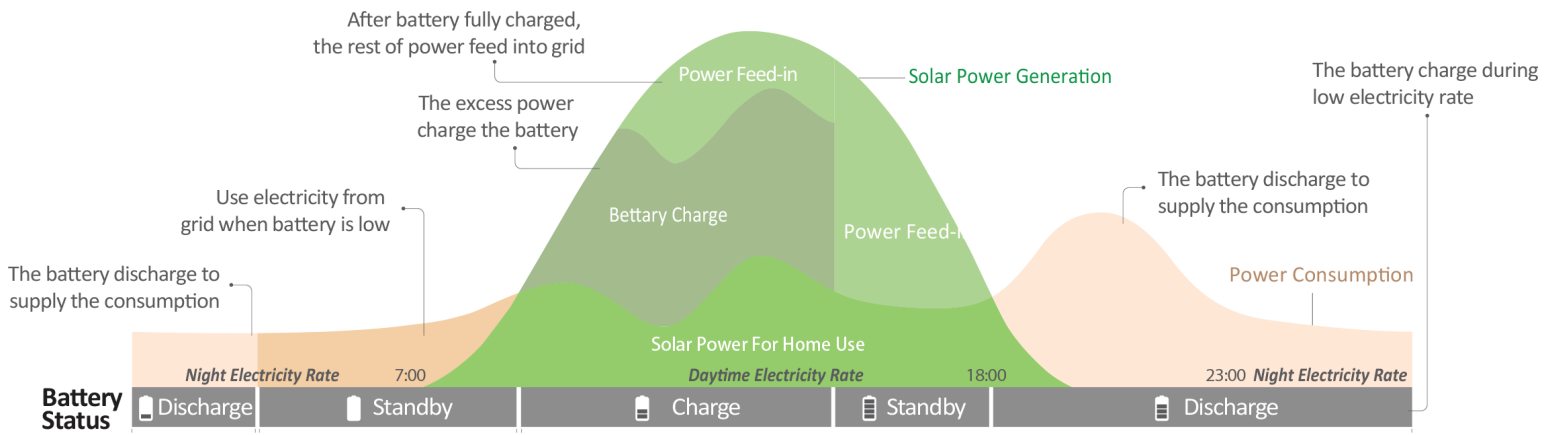 After battery fully charged,
the rest of power feed into grid
Power Feed-in
Solar Power Generation
The battery charge during
low electricity rate
The excess power
charge the battery
The battery discharge to
supply the consumption
Use electricity from
grid when battery is low
Bettary Charge
Power Feed-i
The battery discharge to
supply the consumption
Power Consumption
Solar Power For Home Use
Night Electricity Rate 7:00 Daytime Electricity Rate 18:00 23:00 Night Electricity Rate
Battery
Status
Discharge Standby Charge Standby Discharge